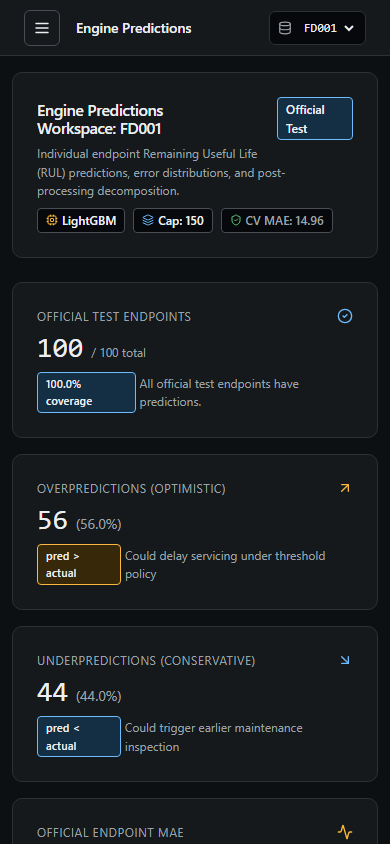 Engine Predictions
FD001
Engine Predictions
Workspace: FD001
Official
Test
Individual endpoint Remaining Useful Life
(RUL) predictions, error distributions, and post-
processing decomposition.
LightGBM
Cap: 150
CV MAE: 14.96
OFFICIAL TEST ENDPOINTS
100 / 100 total
100.0%
coverage
All official test endpoints have
predictions.
OVERPREDICTIONS (OPTIMISTIC)
56 (56.0%)
pred >
actual
Could delay servicing under threshold
policy
UNDERPREDICTIONS (CONSERVATIVE)
44 (44.0%)
pred <
actual
Could trigger earlier maintenance
inspection
OFFICIAL ENDPOINT MAE